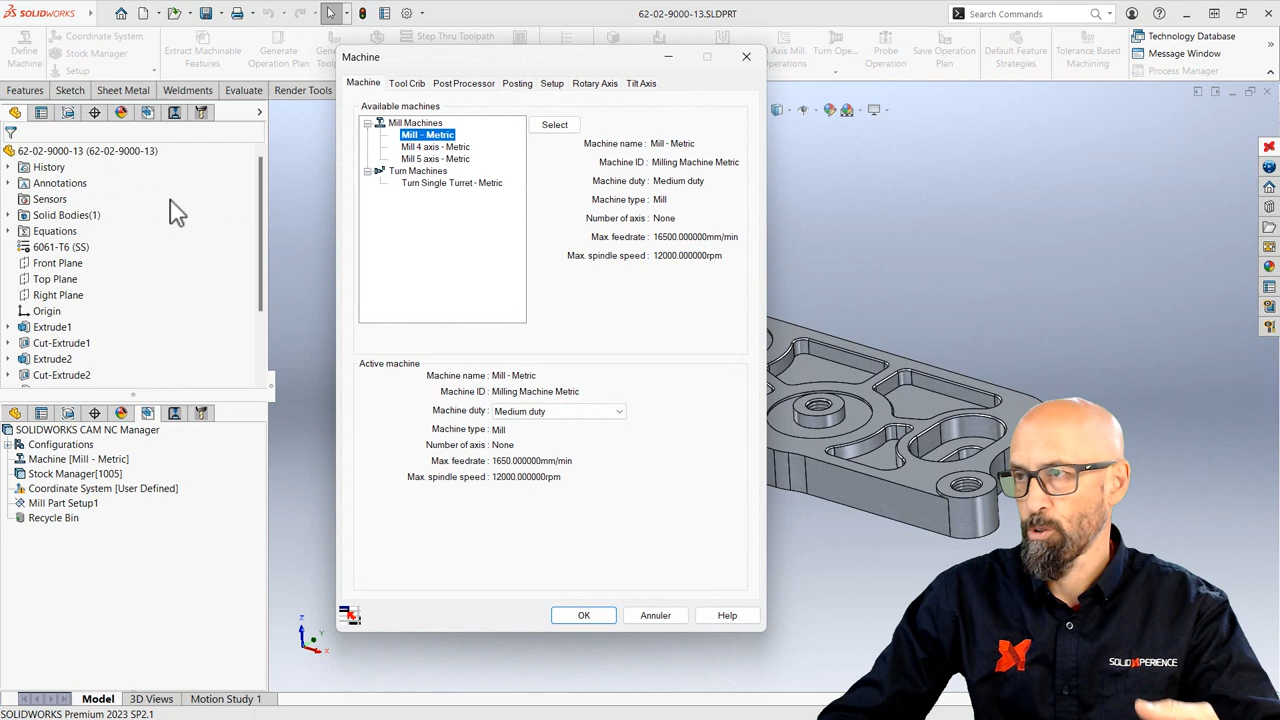 SOLIDWORKS
62-02-9000-13.SLDPRT
Search Commands
Define Machine
Coordinate System
Stock Manager
Setup
Extract Machinable Features
Generate Operation Plan
Step Thru Toolpath
Axis Mill Operations
Turn Ope...
Probe Operation
Save Operation Plan
Default Feature Strategies
Tolerance Based Machining
Technology Database
Message Window
Process Manager
Features
Sketch
Sheet Metal
Weldments
Evaluate
Render Tools
62-02-9000-13 (62-02-9000-13)
History
Annotations
Sensors
Solid Bodies(1)
Equations
6061-T6 (SS)
Front Plane
Top Plane
Right Plane
Origin
Extrude1
Cut-Extrude1
Extrude2
Cut-Extrude2
SOLIDWORKS CAM NC Manager
Configurations
Machine [Mill - Metric]
Stock Manager[1005]
Coordinate System [User Defined]
Mill Part Setup1
Recycle Bin
Machine
Machine Tool Crib Post Processor Posting Setup Rotary Axis Tilt Axis
Available machines
Mill Machines
Mill - Metric
Mill 4 axis - Metric
Mill 5 axis - Metric
Turn Machines
Turn Single Turret - Metric
Select
Machine name : Mill - Metric
Machine ID : Milling Machine Metric
Machine duty : Medium duty
Machine type : Mill
Number of axis : None
Max. feedrate : 16500.000000mm/min
Max. spindle speed : 12000.000000rpm
Active machine
Machine name : Mill - Metric
Machine ID : Milling Machine Metric
Machine duty : Medium duty
Machine type : Mill
Number of axis : None
Max. feedrate : 1650.000000mm/min
Max. spindle speed : 12000.000000rpm
OK
Annuler
Help
Z
Y
X
SOLIDXPERIENCE
Model
3D Views
Motion Study 1
SOLIDWORKS Premium 2023 SP2.1